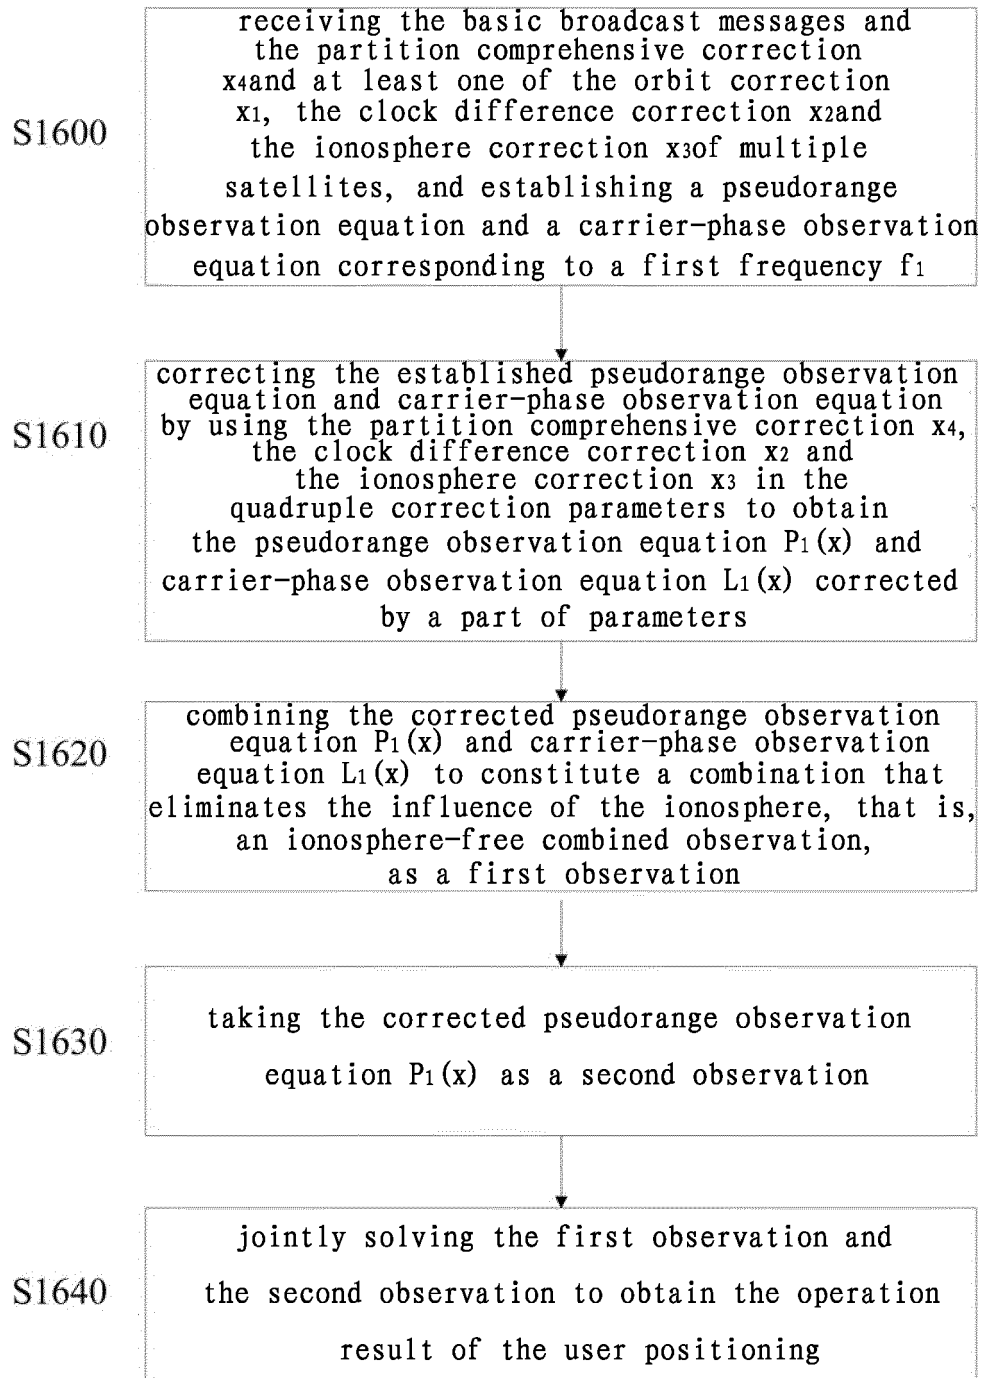 S1600
receiving the basic broadcast messages and
the partition comprehensive correction
x4and at least one of the orbit correction
x1, the clock difference correction x2and
the ionosphere correction x3of multiple
satellites, and establishing a pseudorange
observation equation and a carrier-phase observation
equation corresponding to a first frequency f1
S1610
correcting the established pseudorange observation
equation and carrier-phase observation equation
by using the partition comprehensive correction x4,
the clock difference correction x2 and
the ionosphere correction x3 in the
quadruple correction parameters to obtain
the pseudorange observation equation P1(x) and
carrier-phase observation equation L1(x) corrected
by a part of parameters
S1620
combining the corrected pseudorange observation
equation P1(x) and carrier-phase observation
equation L1(x) to constitute a combination that
eliminates the influence of the ionosphere, that is,
an ionosphere-free combined observation,
as a first observation
S1630
taking the corrected pseudorange observation
equation P1(x) as a second observation
S1640
jointly solving the first observation and
the second observation to obtain the operation
result of the user positioning